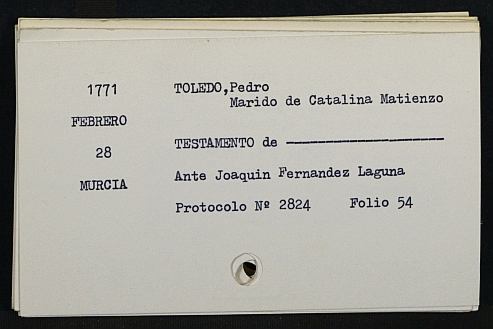 1771
TOLEDO,Pedro
Marido de Catalina Matienzo
FEBRERO
28
TESTAMENTO de --------------------
MURCIA
Ante Joaquin Fernandez Laguna
Protocolo Nº 2824 Folio 54